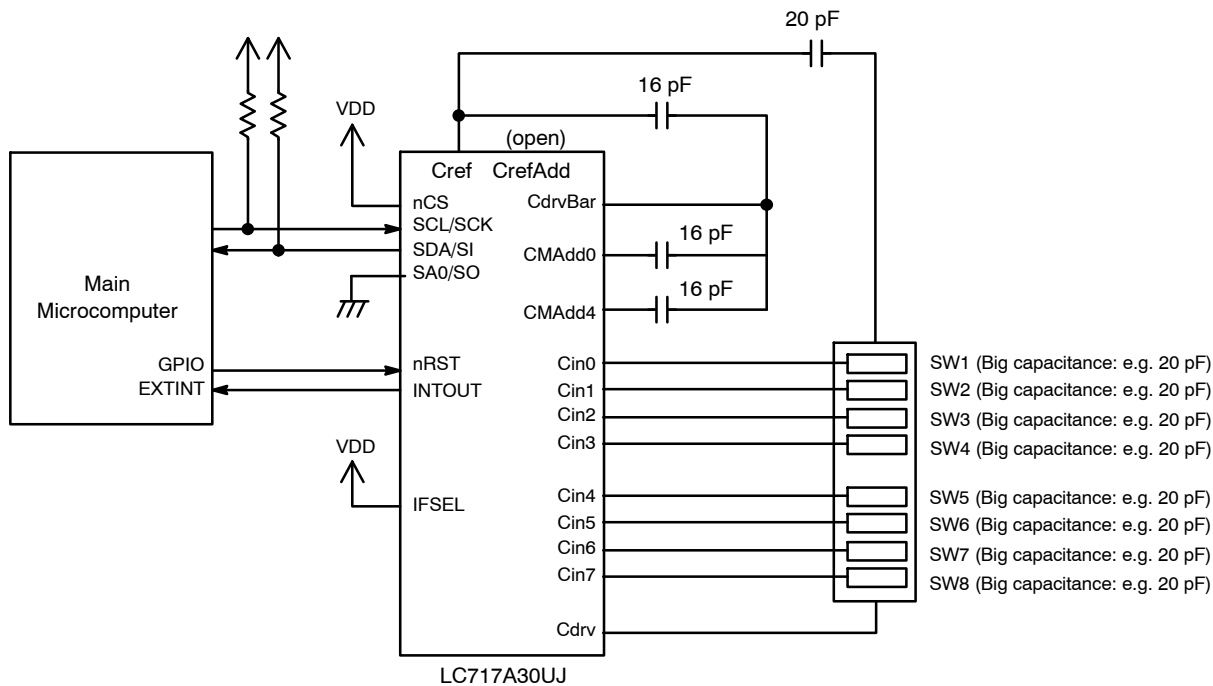 20 pF
16 pF
VDD
(open)
Cref CrefAdd
nCS
CdrvBar
SCL/SCK
16 pF
SDA/SI
CMAdd0
SA0/SO
16 pF
Main
Microcomputer
CMAdd4
GPIO
nRST
Cin0
SW1 (Big capacitance: e.g. 20 pF)
EXTINT
INTOUT
Cin1
SW2 (Big capacitance: e.g. 20 pF)
Cin2
SW3 (Big capacitance: e.g. 20 pF)
VDD
Cin3
SW4 (Big capacitance: e.g. 20 pF)
IFSEL
Cin4
SW5 (Big capacitance: e.g. 20 pF)
Cin5
SW6 (Big capacitance: e.g. 20 pF)
Cin6
SW7 (Big capacitance: e.g. 20 pF)
Cin7
SW8 (Big capacitance: e.g. 20 pF)
Cdrv
LC717A30UJ